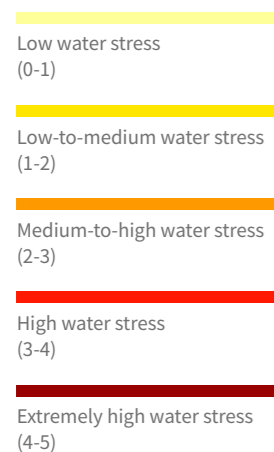 Low water stress
(0-1)
Low-to-medium water stress
(1-2)
Medium-to-high water stress
(2-3)
High water stress
(3-4)
Extremely high water stress
(4-5)